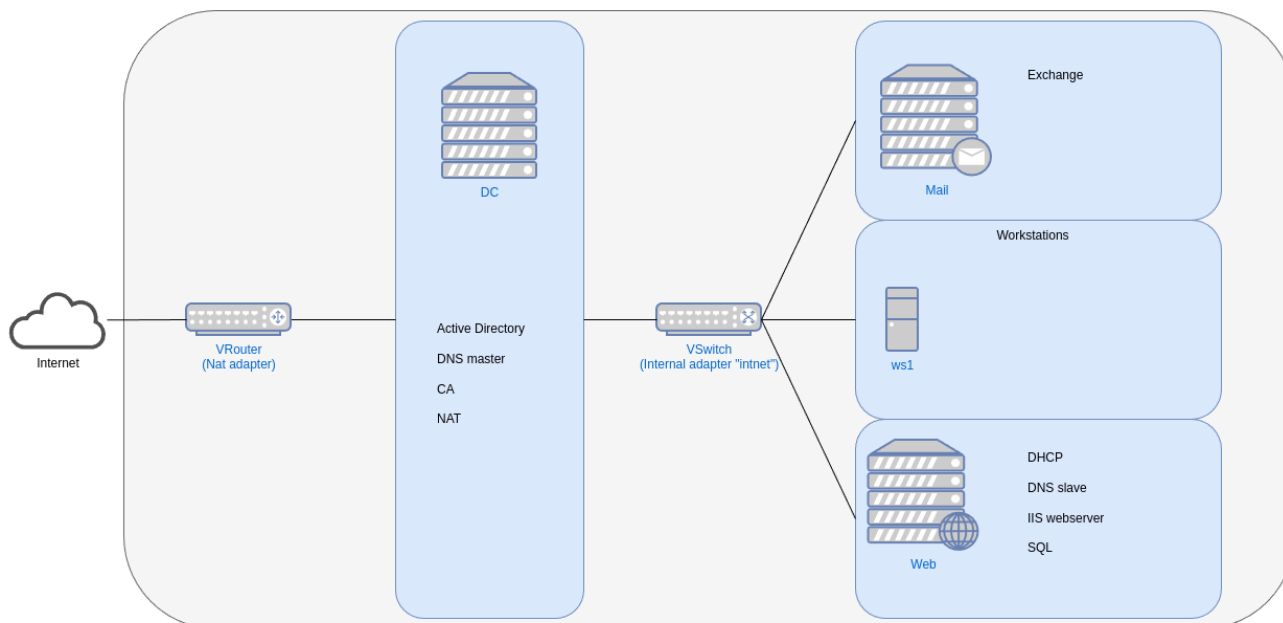 Internet
VRouter
(Nat adapter)
DC
Active Directory
DNS master
CA
NAT
VSwitch
(Internal adapter "intnet")
Exchange
Mail
Workstations
ws1
DHCP
DNS slave
IIS webserver
SQL
Web